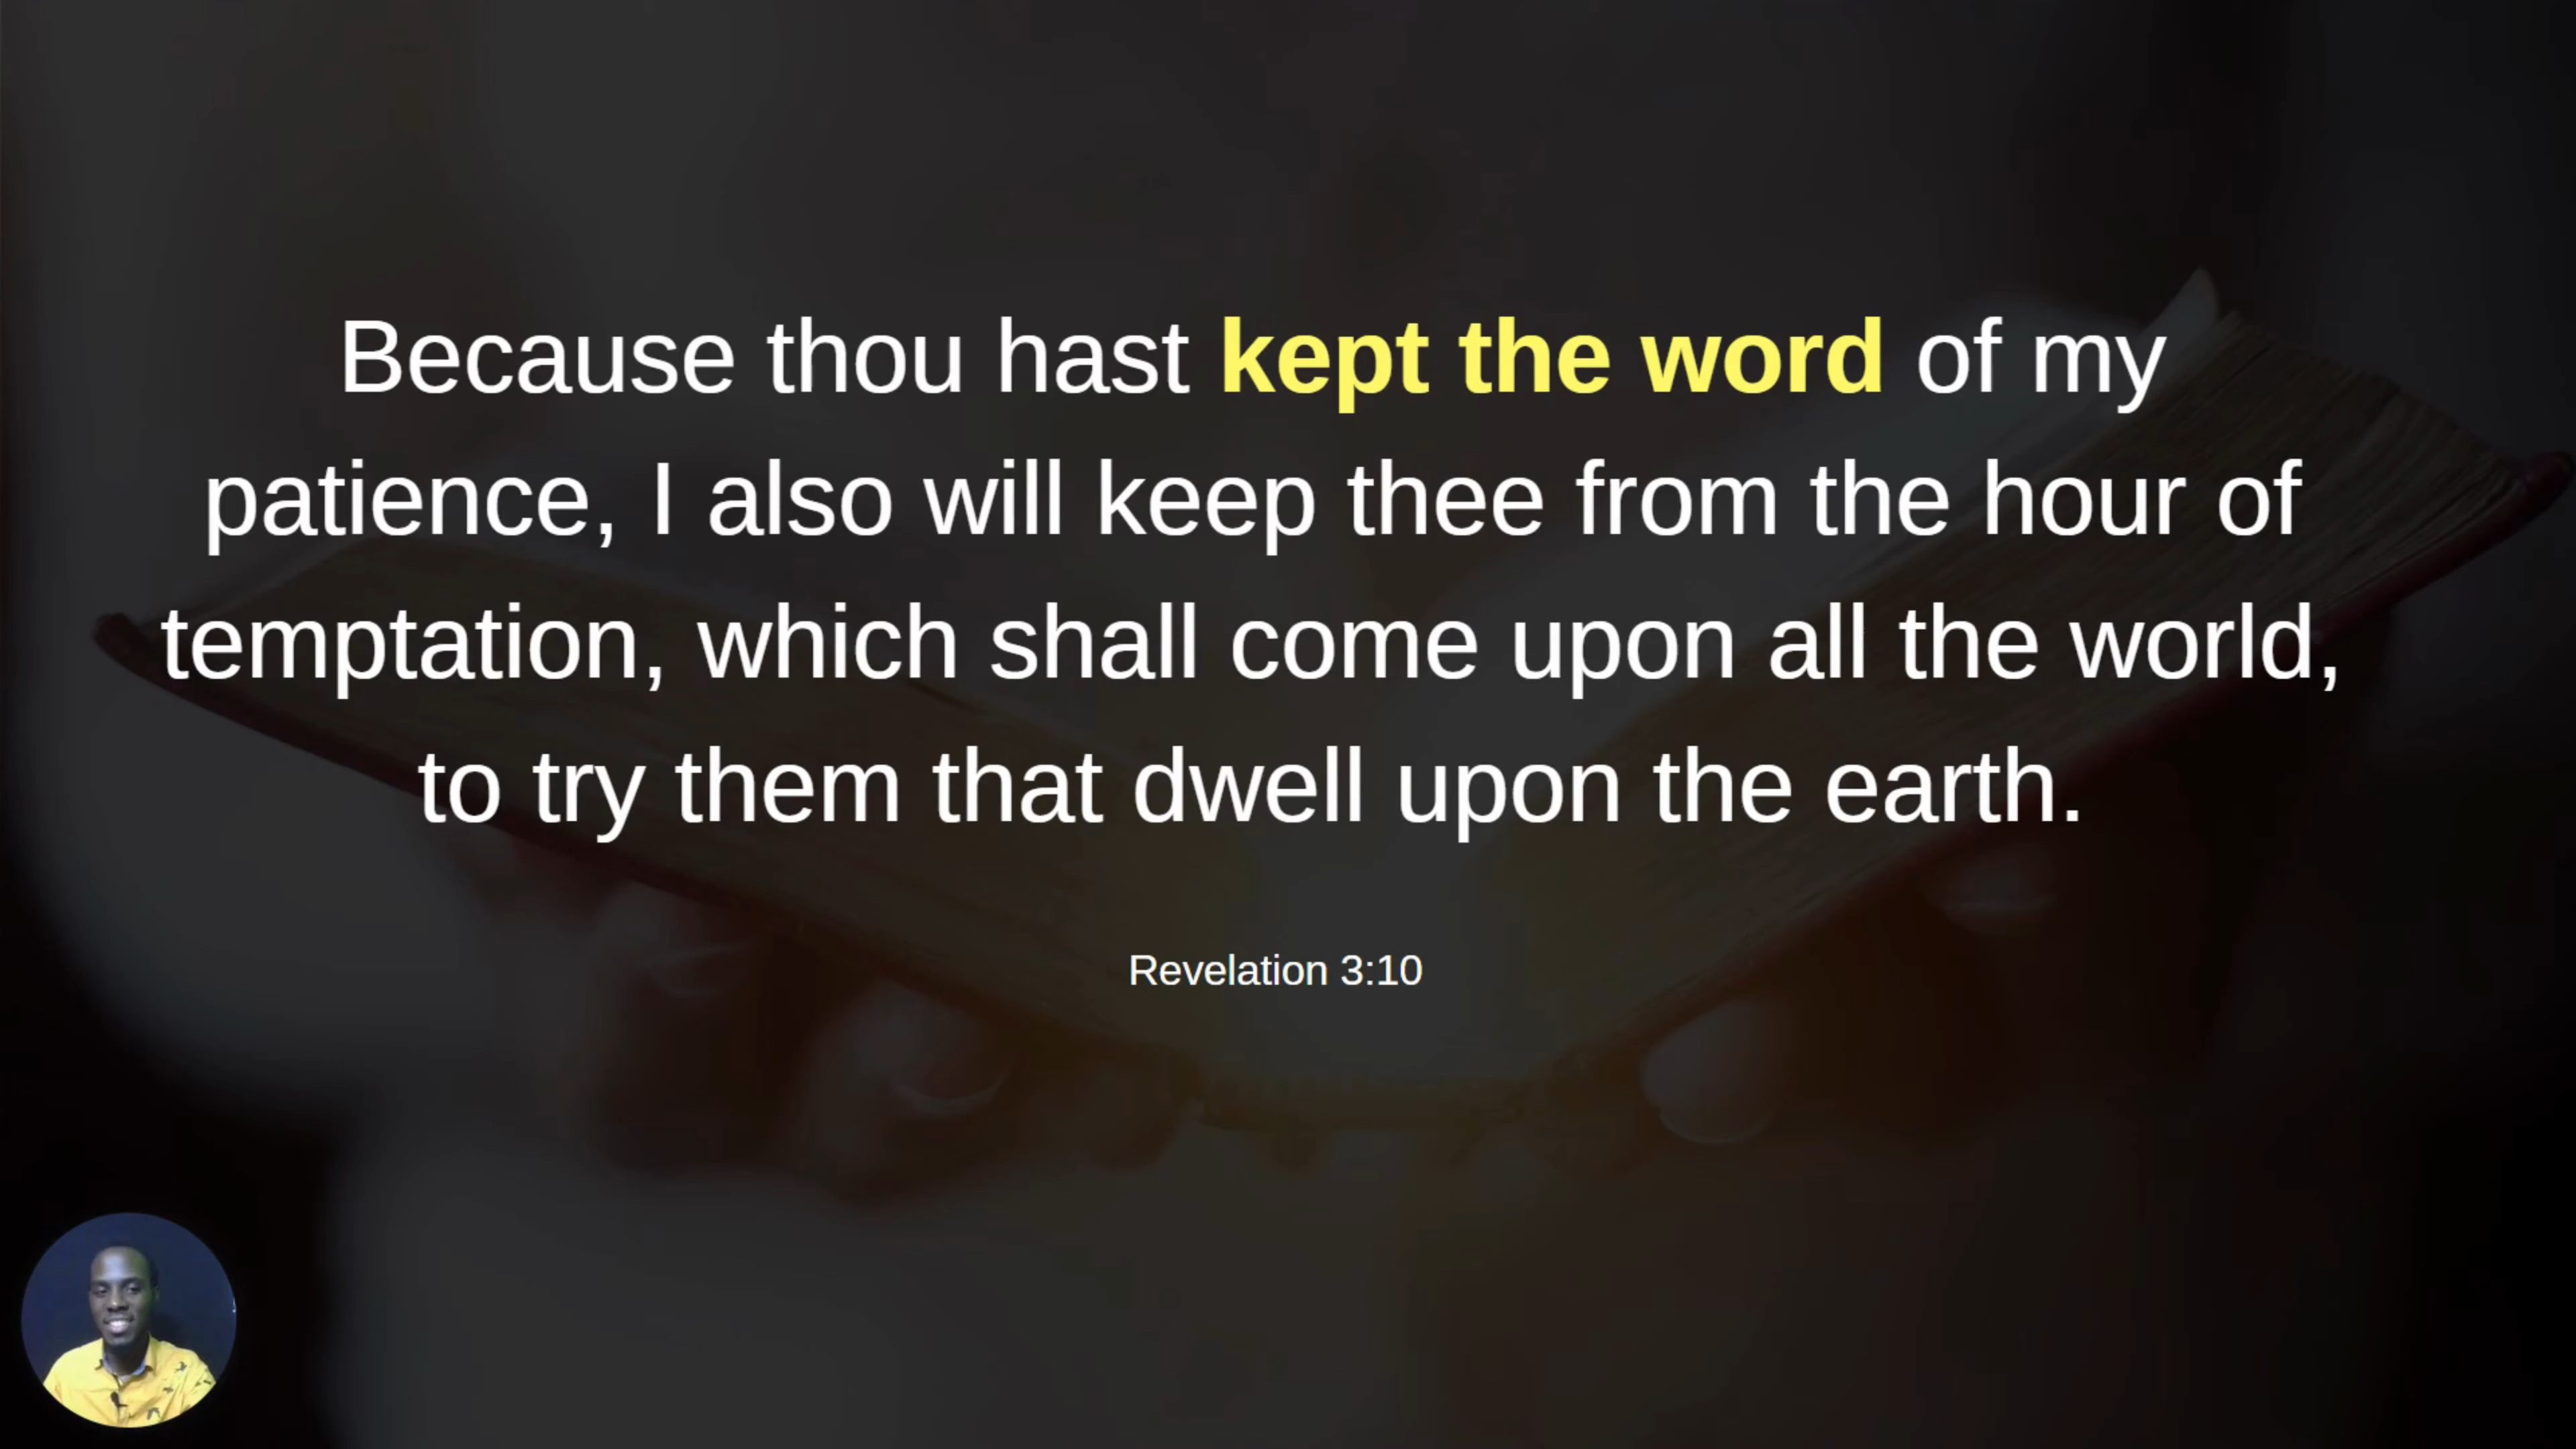 Because thou hast kept the word of my
patience, I also will keep thee from the hour of
temptation, which shall come upon all the world,
to try them that dwell upon the earth.
Revelation 3:10